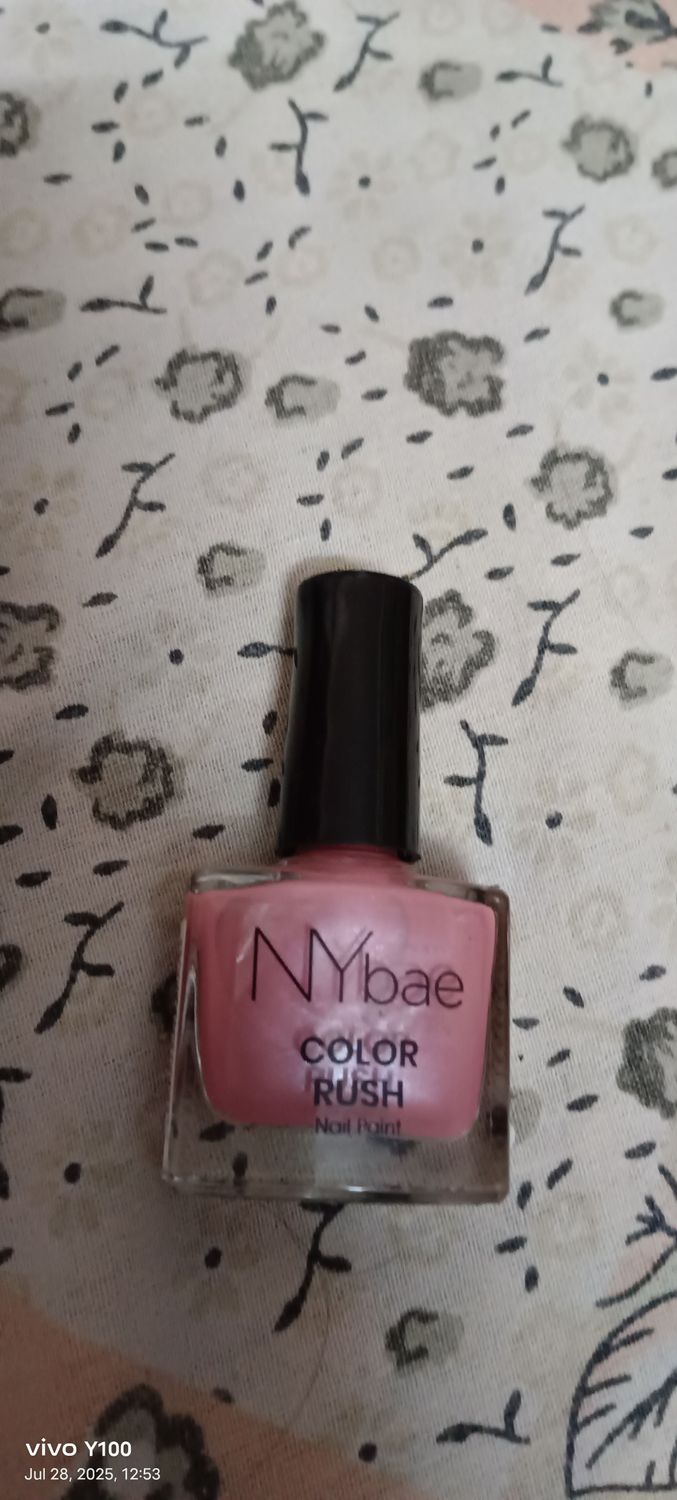 NYbae
COLOR
RUSH
Nail Paint
vivo Y100
Jul 28, 2025, 12:53